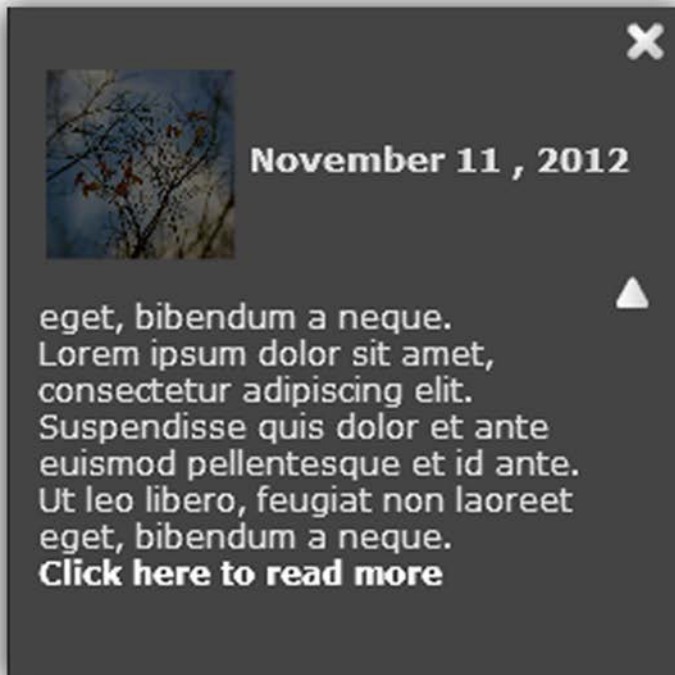 November 11 , 2012
eget, bibendum a neque.
Lorem ipsum dolor sit amet,
consectetur adipiscing elit.
Suspendisse quis dolor et ante
euismod pellentesque et id ante.
Ut leo libero, feugiat non laoreet
eget, bibendum a neque.
Click here to read more